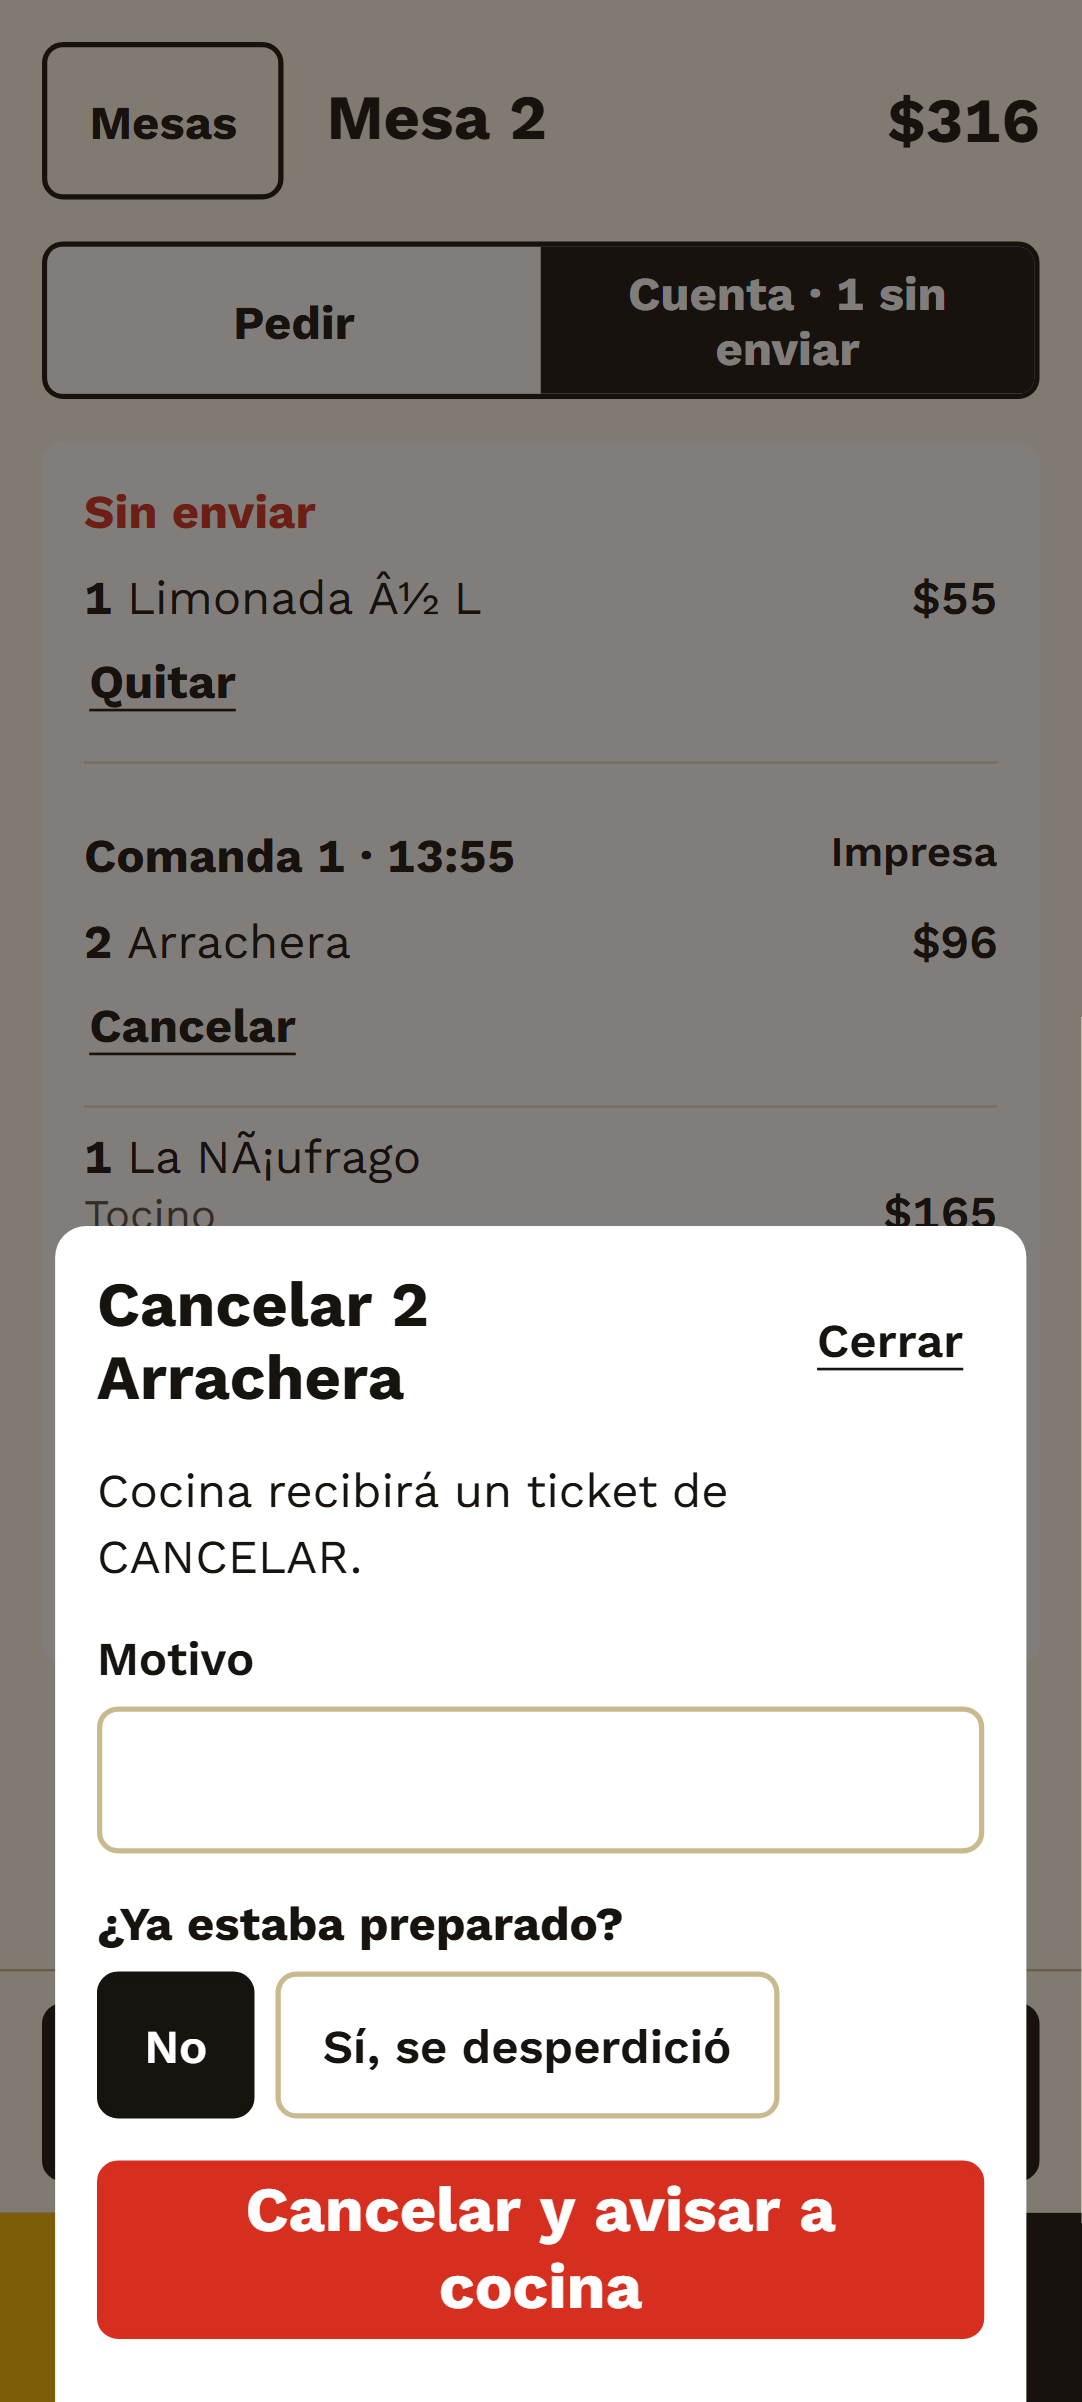 Mesas
Mesa 2
$316
Pedir
Cuenta · 1 sin
enviar
Sin enviar
1 Limonada Â½ L
$55
Quitar
Comanda 1 · 13:55
Impresa
2 Arrachera
$96
Cancelar
1 La NÃ¡ufrago
Tocino
$165
Cancelar 2
Arrachera
Cerrar
Cocina recibirá un ticket de
CANCELAR.
Motivo
¿Ya estaba preparado?
No
Sí, se desperdició
Cancelar y avisar a
cocina